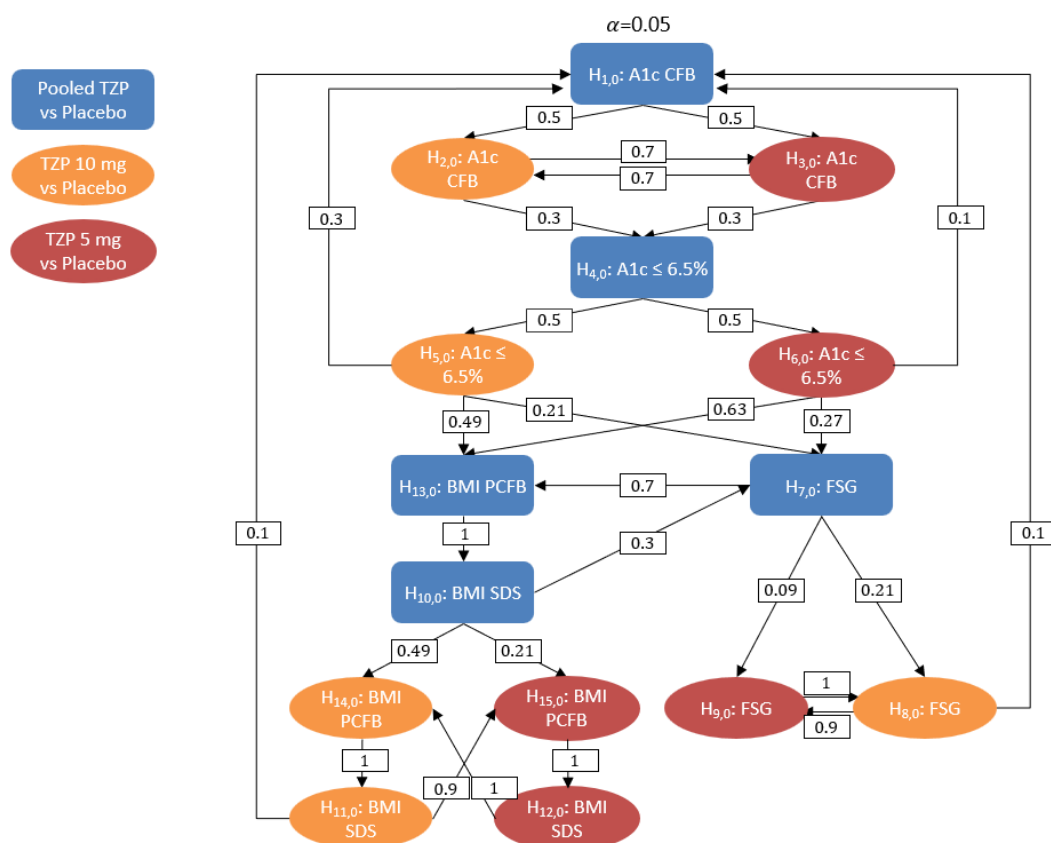 α=0.05
Pooled TZP
vs Placebo
TZP 10 mg
vs Placebo
TZP 5 mg
vs Placebo
H1,0: A1c CFB
0.5
0.5
H2,0: A1c
CFB
0.7
0.7
H3,0: A1c
CFB
0.3
0.3
0.3
0.1
H4,0: A1c ≤ 6.5%
0.5
0.5
H5,0: A1c ≤
6.5%
H6,0: A1c ≤
6.5%
0.49
0.21
0.63
0.27
H13,0: BMI PCFB
0.7
H7,0: FSG
0.1
1
0.3
0.1
H10,0: BMI SDS
0.09
0.21
0.49
0.21
H14,0: BMI
PCFB
H15,0: BMI
PCFB
H9,0: FSG
1
0.9
H8,0: FSG
1
0.9
1
1
H11,0: BMI
SDS
H12,0: BMI
SDS